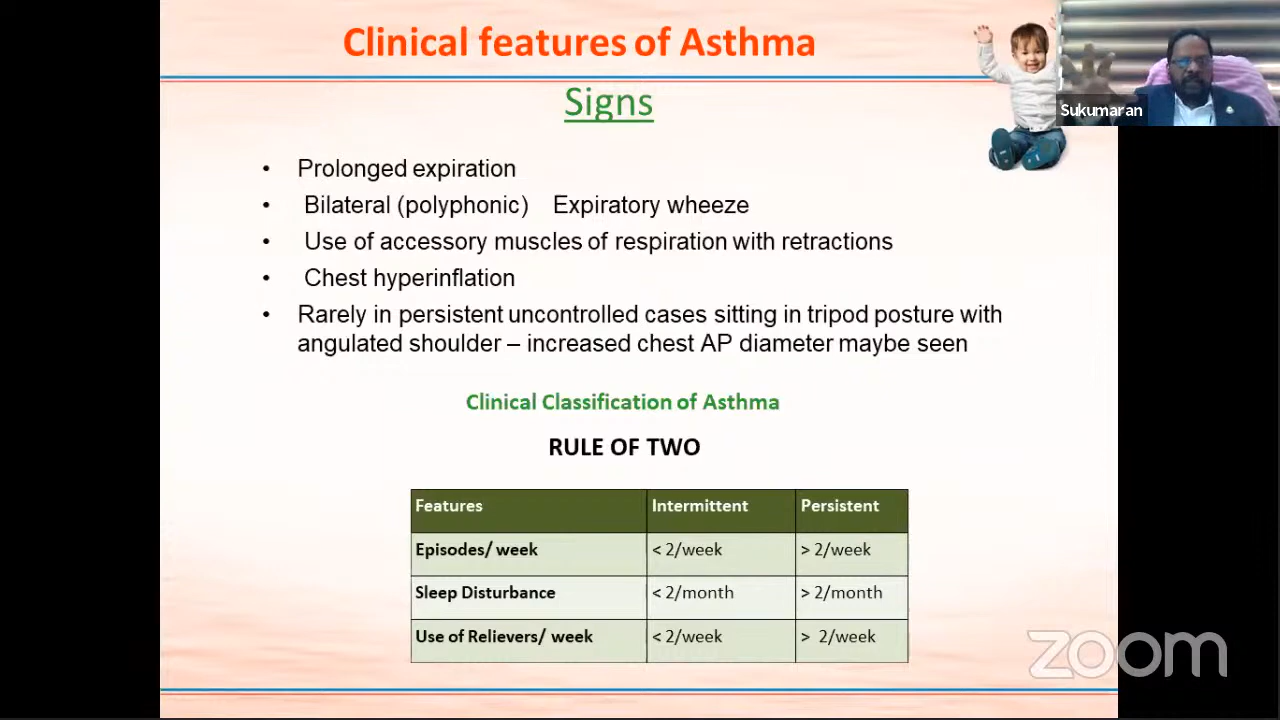 Clinical features of Asthma
Sukumaran
Signs
• Prolonged expiration
• Bilateral (polyphonic) Expiratory wheeze
• Use of accessory muscles of respiration with retractions
• Chest hyperinflation
• Rarely in persistent uncontrolled cases sitting in tripod posture with
angulated shoulder – increased chest AP diameter maybe seen
Clinical Classification of Asthma
RULE OF TWO
Features Intermittent Persistent
Episodes/ week < 2/week > 2/week
Sleep Disturbance < 2/month > 2/month
Use of Relievers/ week < 2/week > 2/week
zoom